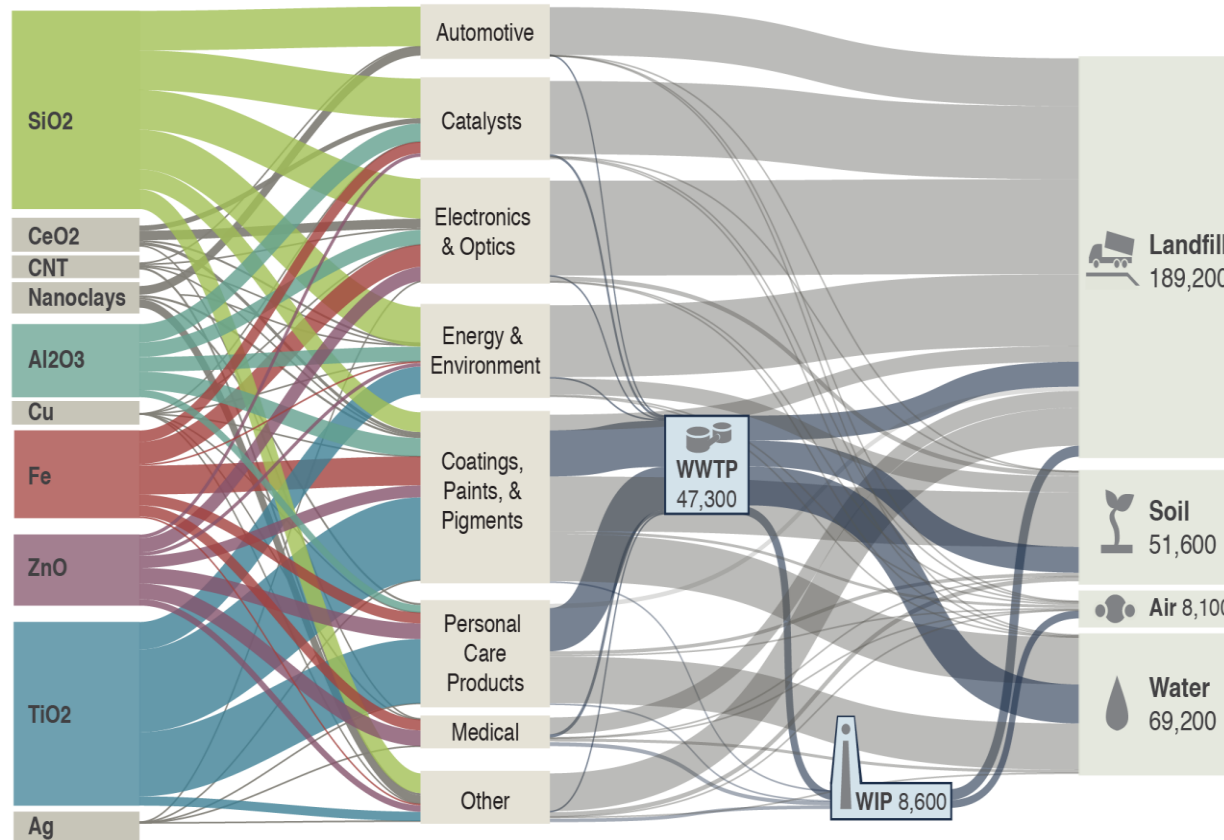 SiO2
CeO2
CNT
Nanoclays
Al2O3
Cu
Fe
ZnO
TiO2
Ag
Automotive
Catalysts
Electronics
& Optics
Energy &
Environment
Coatings,
Paints, &
Pigments
Personal
Care
Products
Medical
Other
WWTP
47,300
WIP 8,600
Landfill
189,200
Soil
51,600
Air 8,100
Water
69,200